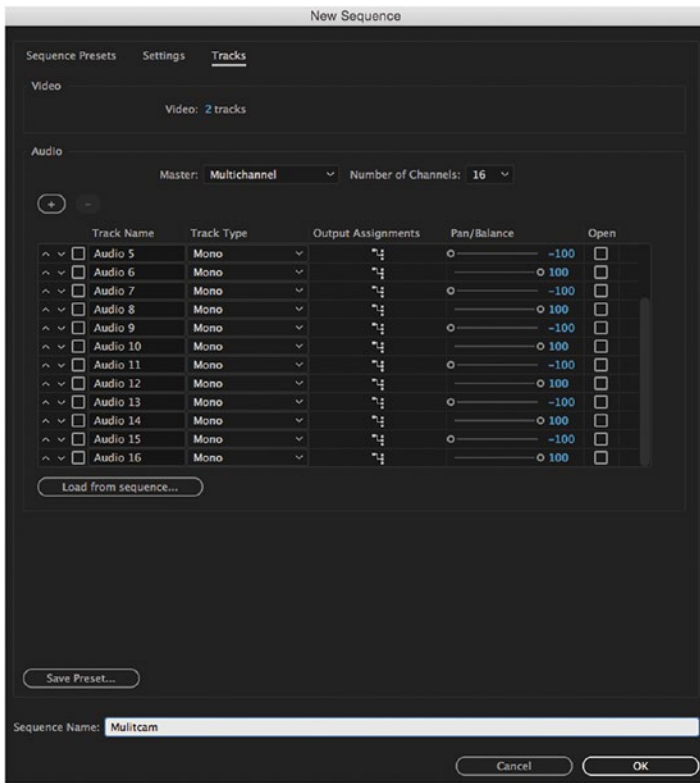 New Sequence
Sequence Presets Settings Tracks
Video
Video: 2 tracks
Audio
Master: Multichannel Number of Channels: 16
+ −
Track Name Track Type Output Assignments Pan/Balance Open
Audio 5 Mono -100
Audio 6 Mono 100
Audio 7 Mono -100
Audio 8 Mono 100
Audio 9 Mono -100
Audio 10 Mono 100
Audio 11 Mono -100
Audio 12 Mono 100
Audio 13 Mono -100
Audio 14 Mono 100
Audio 15 Mono -100
Audio 16 Mono 100
Load from sequence...
Save Preset...
Sequence Name: Mulitcam
Cancel OK